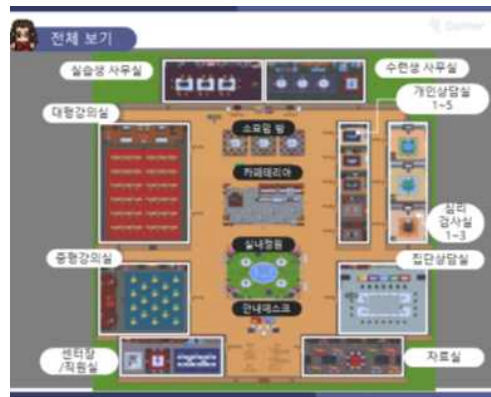 전체 보기
실습생 사무실
수련생 사무실
대형강의실
개인상담실
1~5
소모임 룸
카페테리아
심리
검사실
1~3
실내정원
중형강의실
집단상담실
안내데스크
센터장
/직원실
자료실